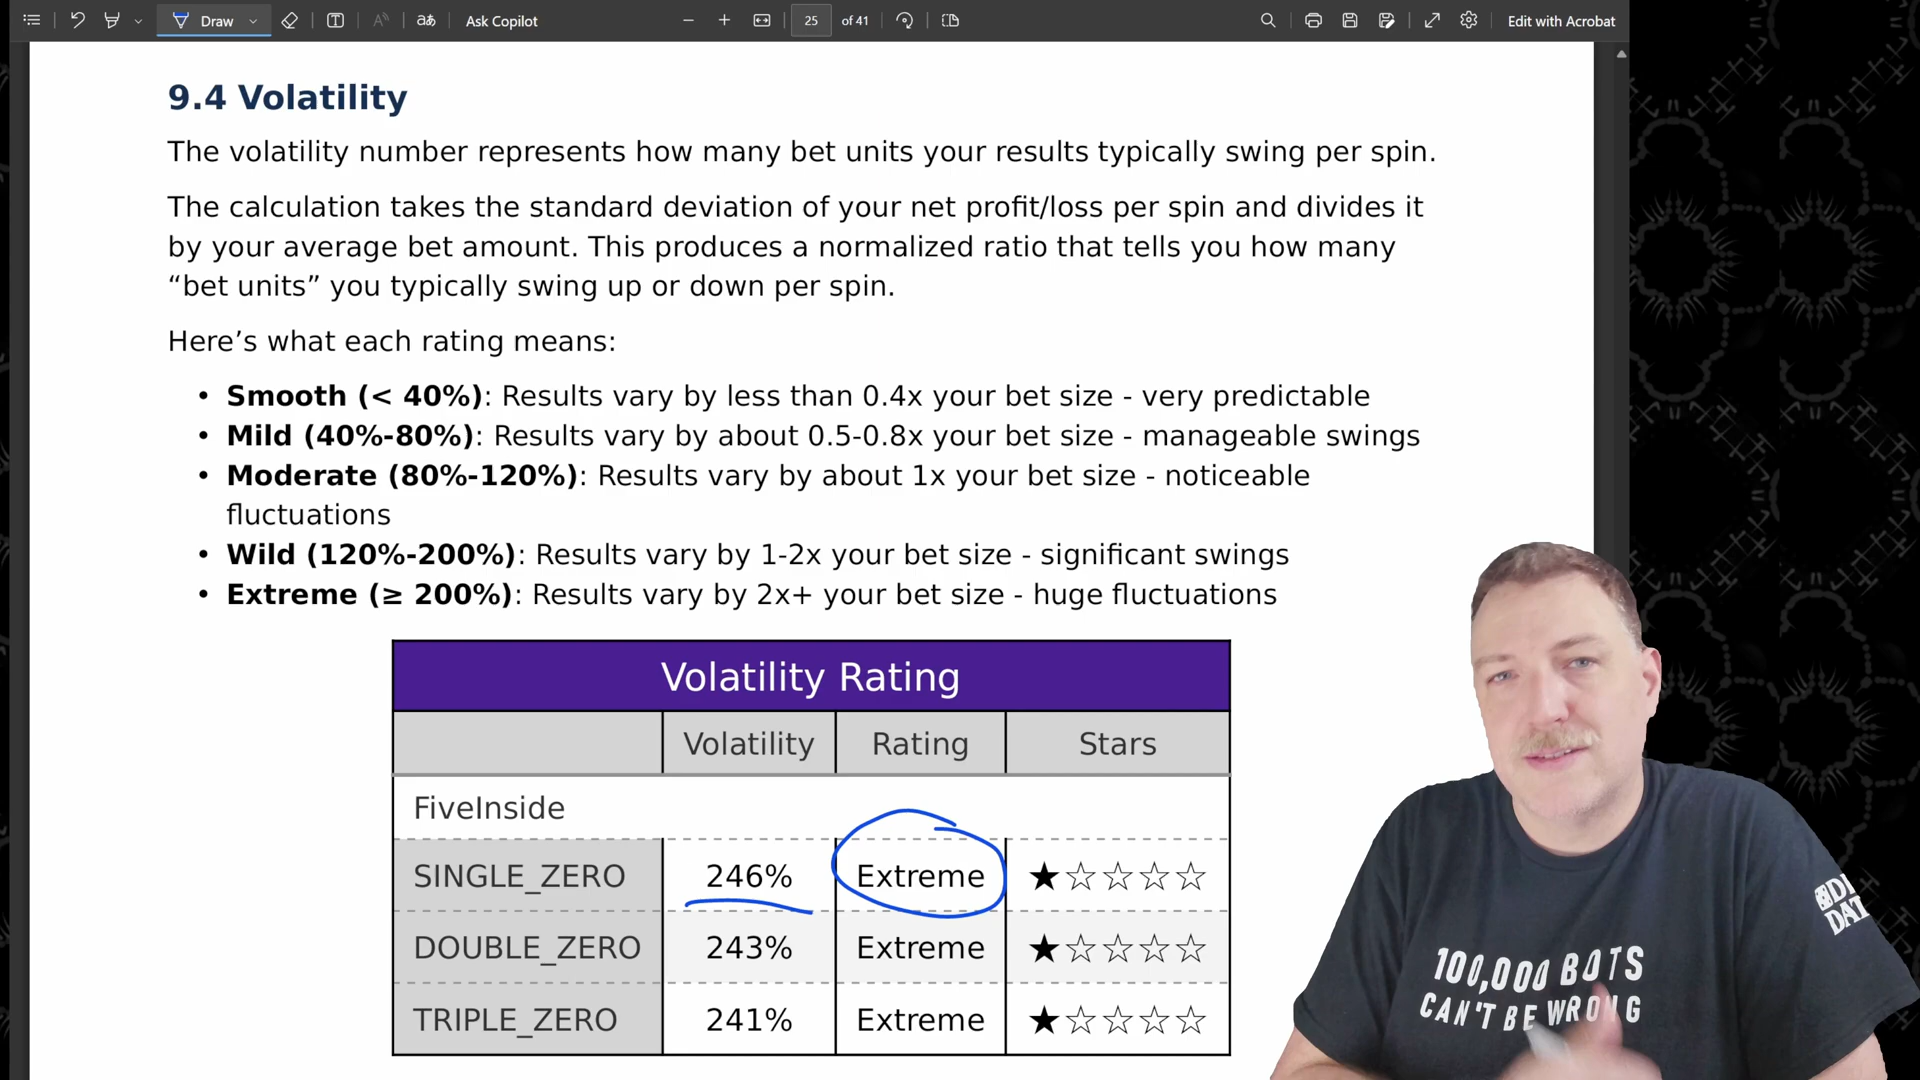 Draw
aあ
Ask Copilot
25
of 41
Edit with Acrobat
9.4 Volatility
The volatility number represents how many bet units your results typically swing per spin.
The calculation takes the standard deviation of your net profit/loss per spin and divides it
by your average bet amount. This produces a normalized ratio that tells you how many
“bet units” you typically swing up or down per spin.
Here’s what each rating means:
• Smooth (< 40%): Results vary by less than 0.4x your bet size - very predictable
• Mild (40%-80%): Results vary by about 0.5-0.8x your bet size - manageable swings
• Moderate (80%-120%): Results vary by about 1x your bet size - noticeable
fluctuations
• Wild (120%-200%): Results vary by 1-2x your bet size - significant swings
• Extreme (≥ 200%): Results vary by 2x+ your bet size - huge fluctuations
Volatility Rating
Volatility Rating Stars
FiveInside
SINGLE_ZERO 246% Extreme ★☆☆☆☆
DOUBLE_ZERO 243% Extreme ★☆☆☆☆
TRIPLE_ZERO 241% Extreme ★☆☆☆☆
100,000 BOTS
CAN'T BE WRONG